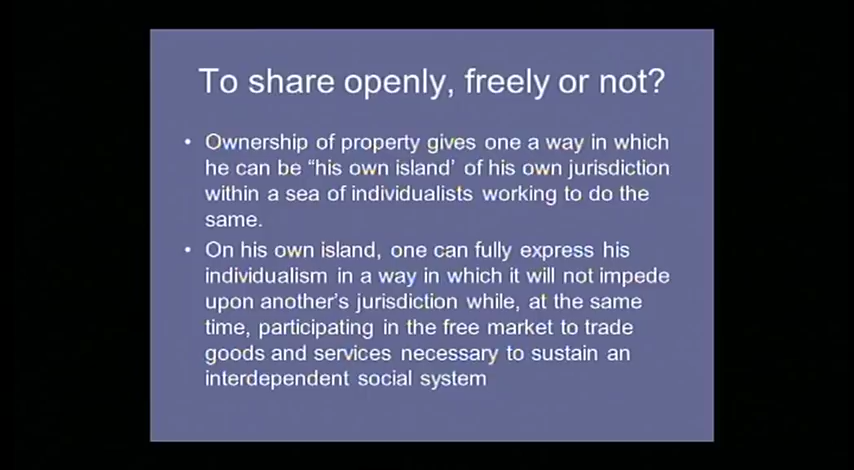 To share openly, freely or not?
• Ownership of property gives one a way in which
he can be “his own island' of his own jurisdiction
within a sea of individualists working to do the
same.
• On his own island, one can fully express his
individualism in a way in which it will not impede
upon another's jurisdiction while, at the same
time, participating in the free market to trade
goods and services necessary to sustain an
interdependent social system